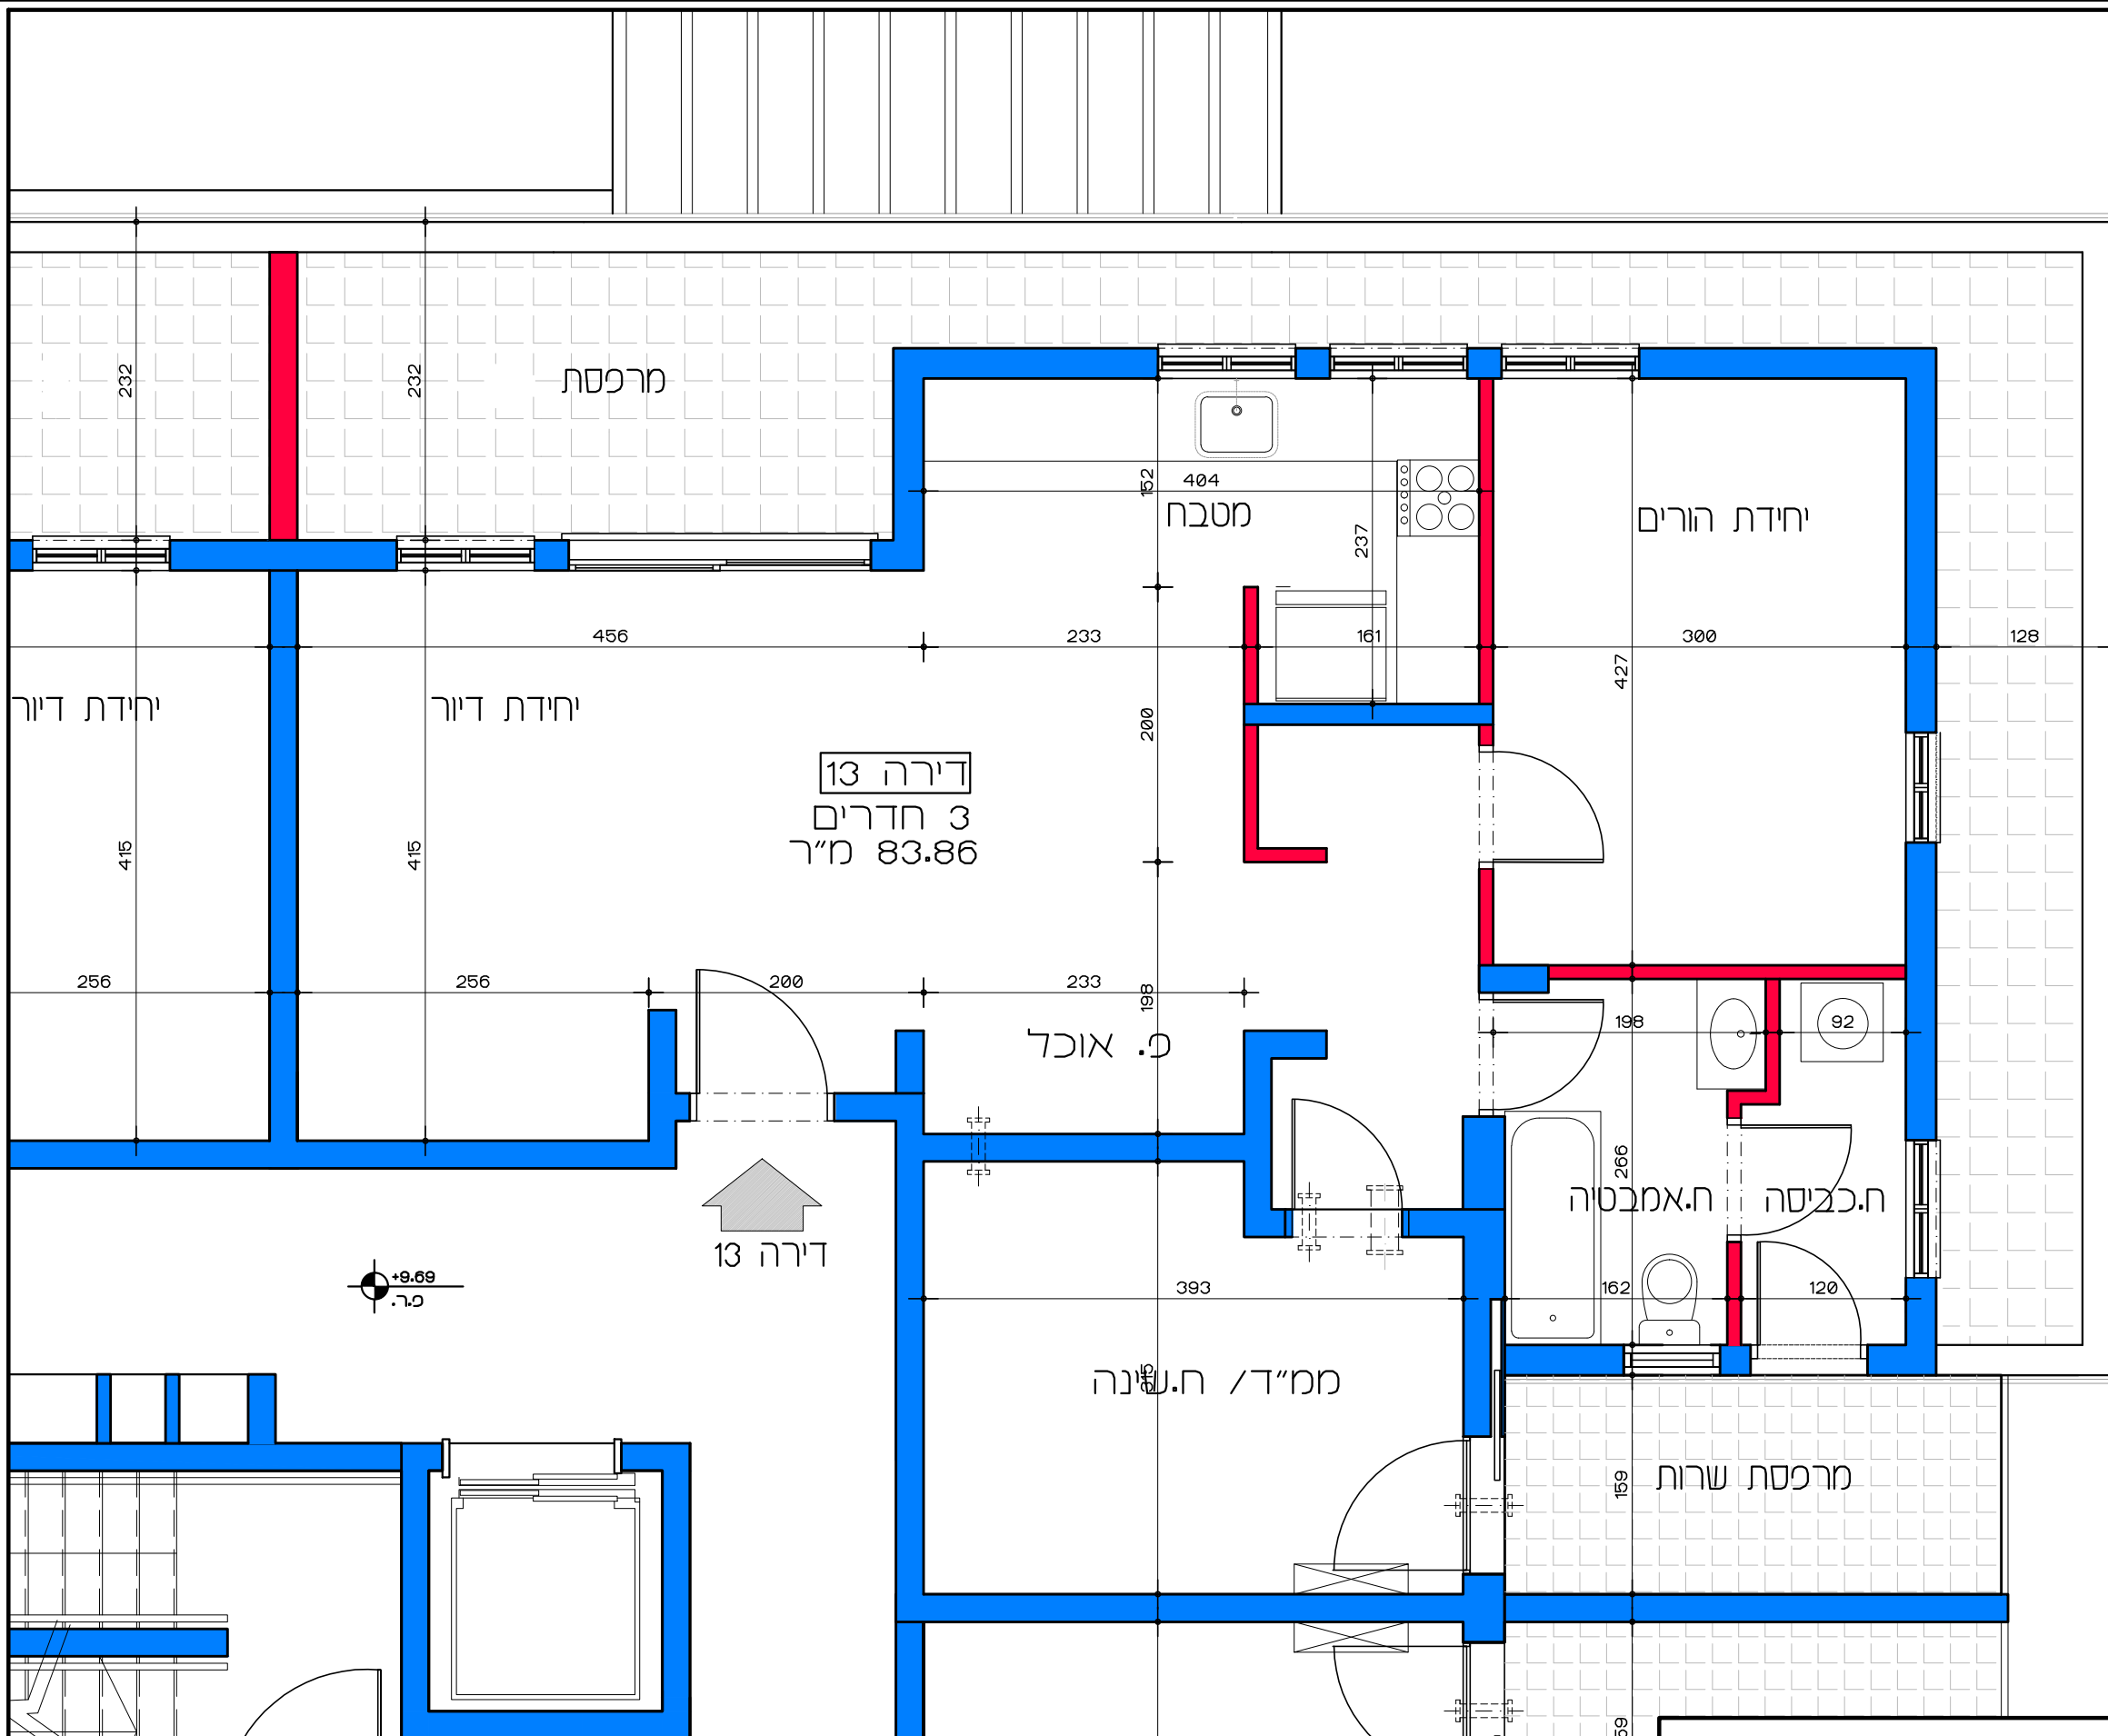 מרפסת
232
232
152
404
מטבח
237
יחידת הורים
456
233
161
300
128
427
יחידת דיור
יחידת דיור
200
דירה 13
3 חדרים
83.86 מ״ר
415
415
256
256
200
233
198
פ. אוכל
198
92
266
ח.אמבטיה
ח.כביסה
דירה 13
+9.69
פ.ר.
393
162
120
ממ״ד/ ח.שינה
315
מרפסת שרות
159